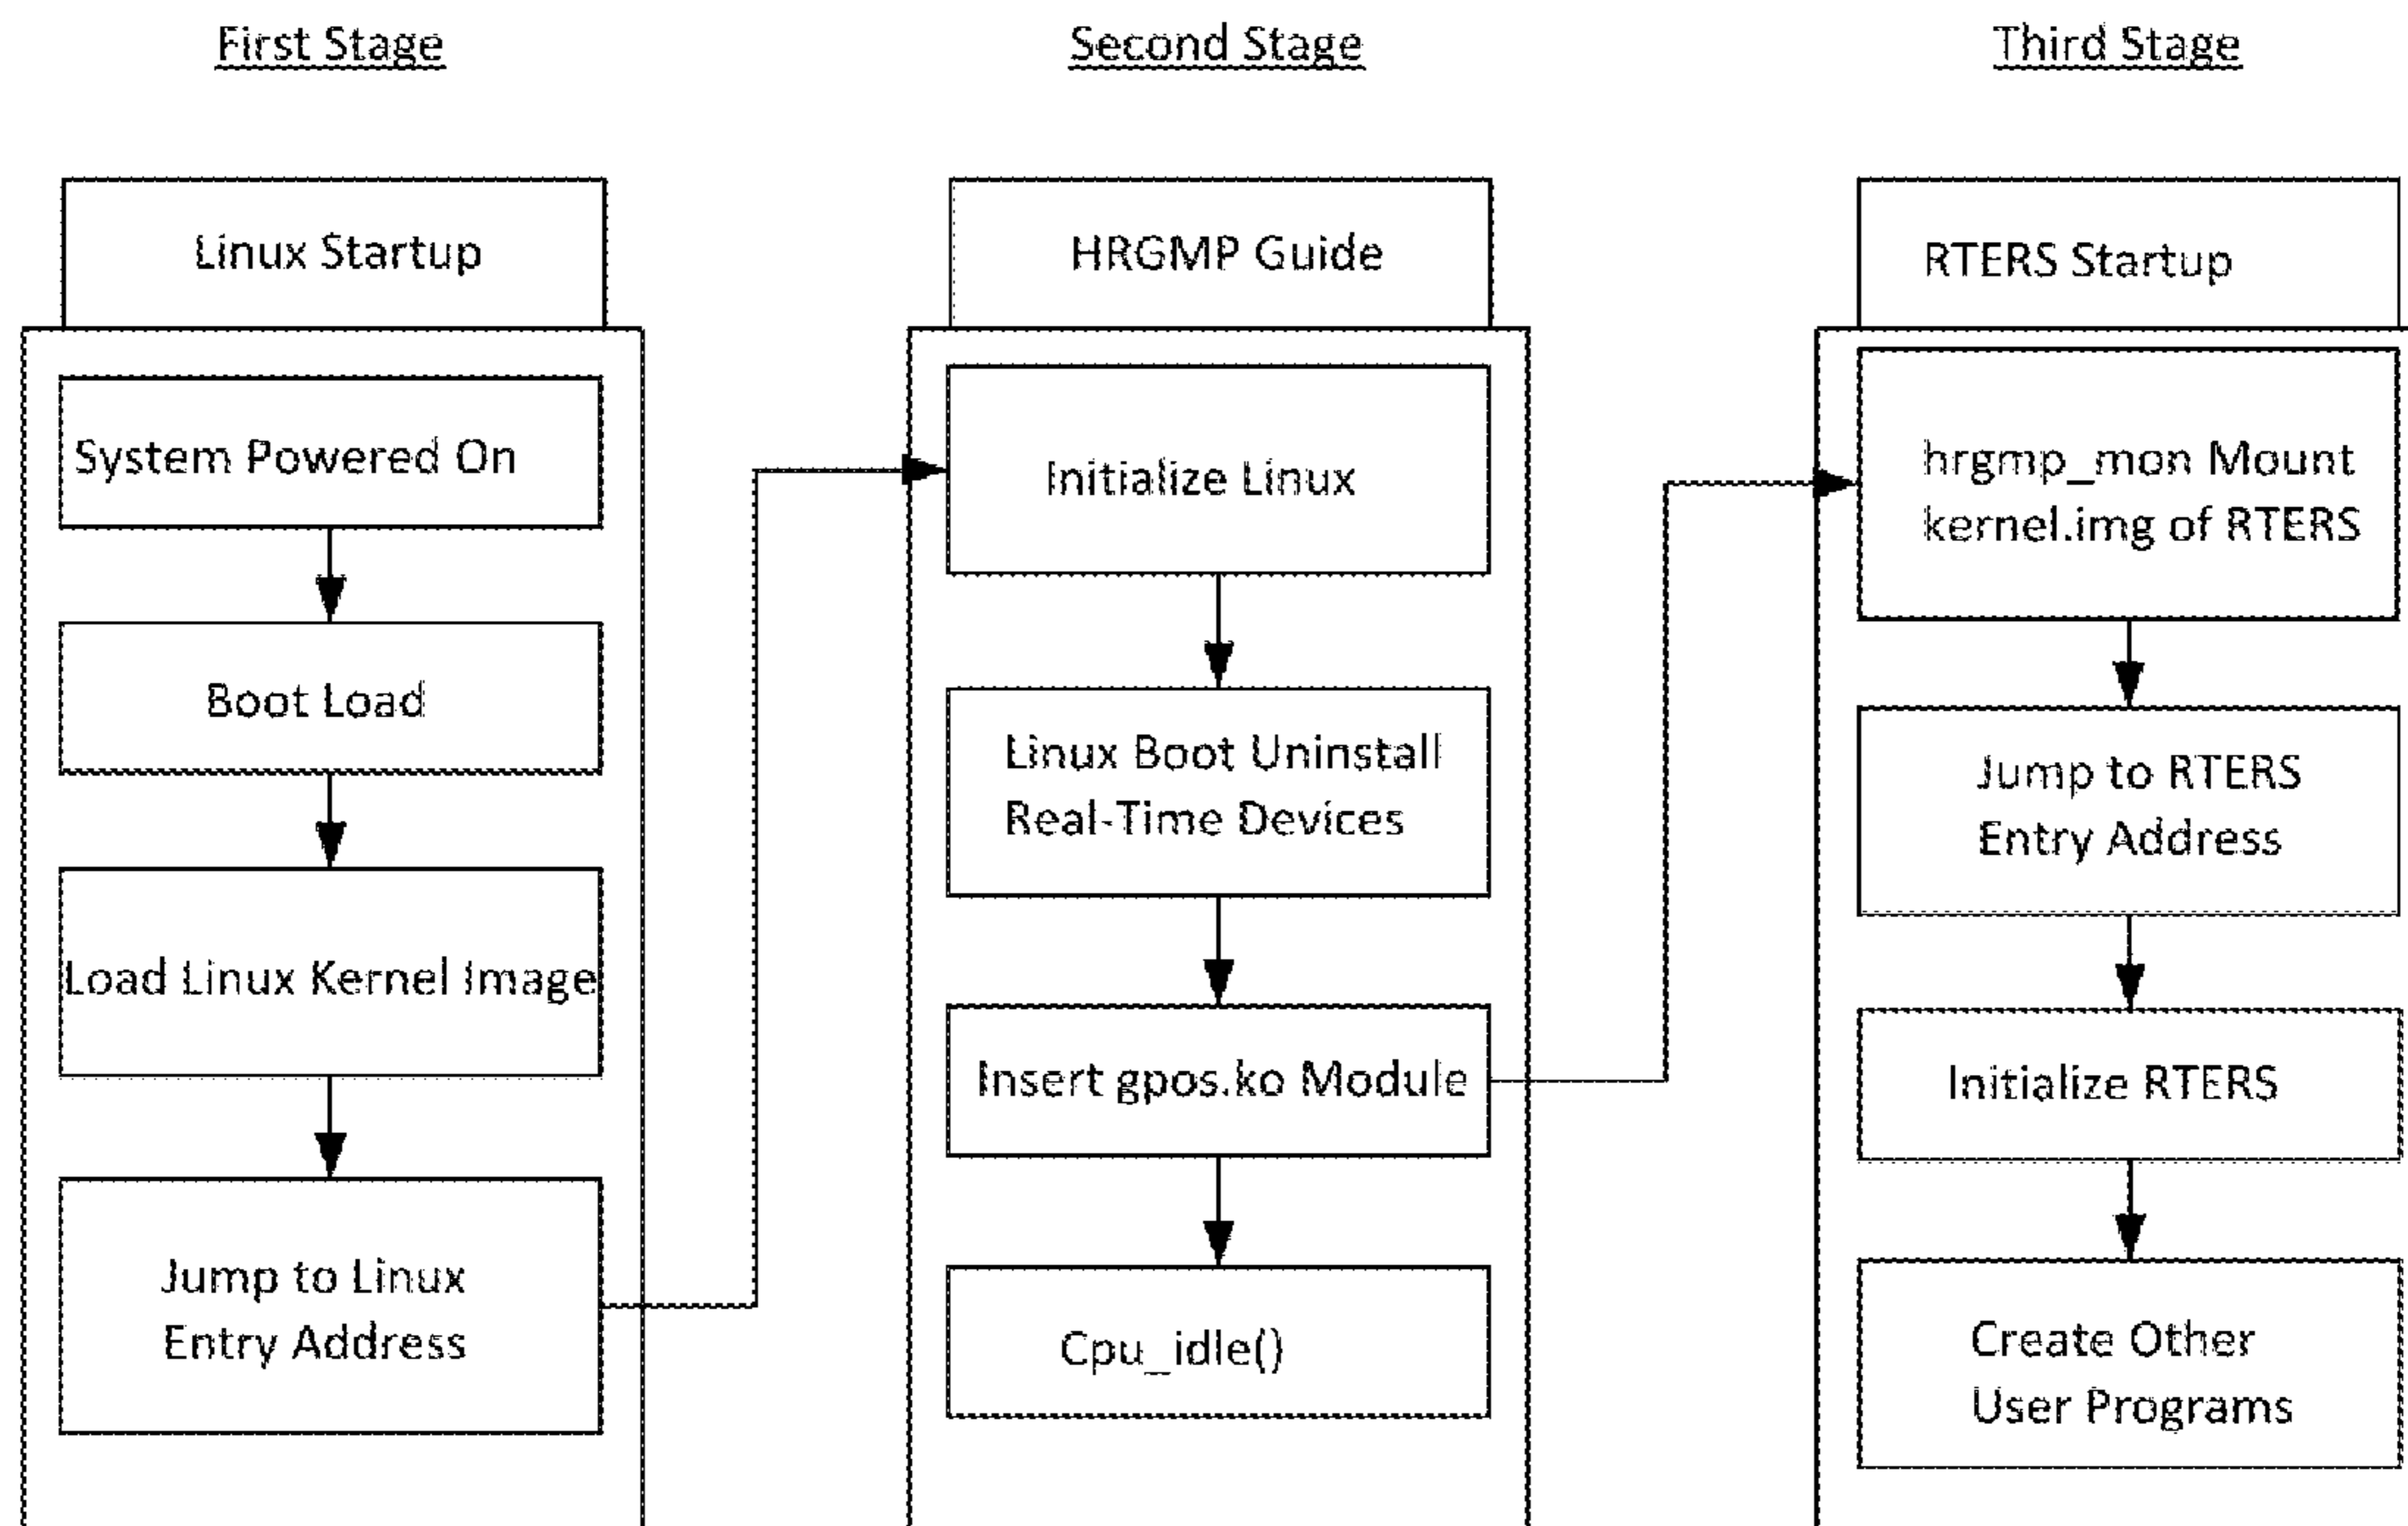 First Stage
Linux Startup
System Powered On
Boot Load
Load Linux Kernel Image
Jump to Linux
Entry Address
Second Stage
HRGMP Guide
Initialize Linux
Linux Boot Uninstall
Real-Time Devices
Insert gpos.ko Module
Cpu_idle()
Third Stage
RTERS Startup
hrgmp_mon Mount
kernel.img of RTERS
Jump to RTERS
Entry Address
Initialize RTERS
Create Other
User Programs